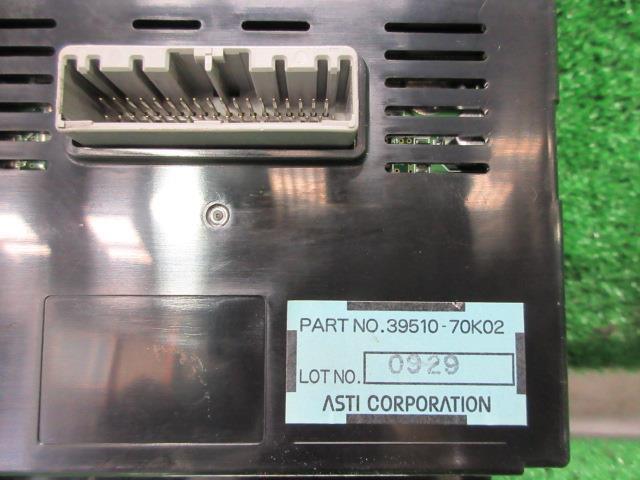 PART NO.39510-70K02
LOT NO. 0929
ASTI CORPORATION